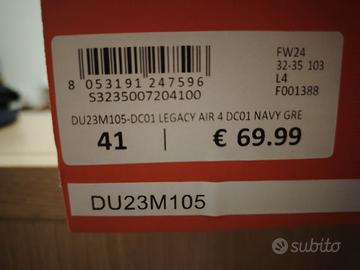 FW24
32-35 103
L4
F001388
8 053191 247596
S3235007204100
DU23M105-DC01 LEGACY AIR 4 DC01 NAVY GRE
41 | € 69.99
DU23M105
subito